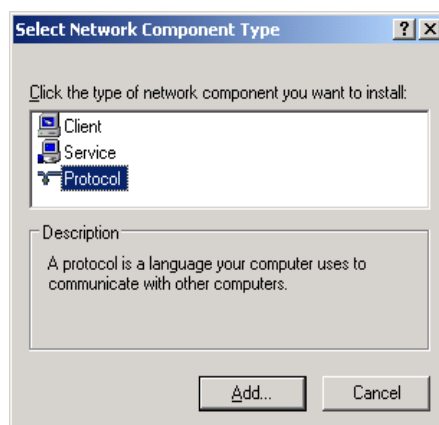 Select Network Component Type
Click the type of network component you want to install:
Client
Service
Protocol
Description
A protocol is a language your computer uses to
communicate with other computers.
Add...
Cancel